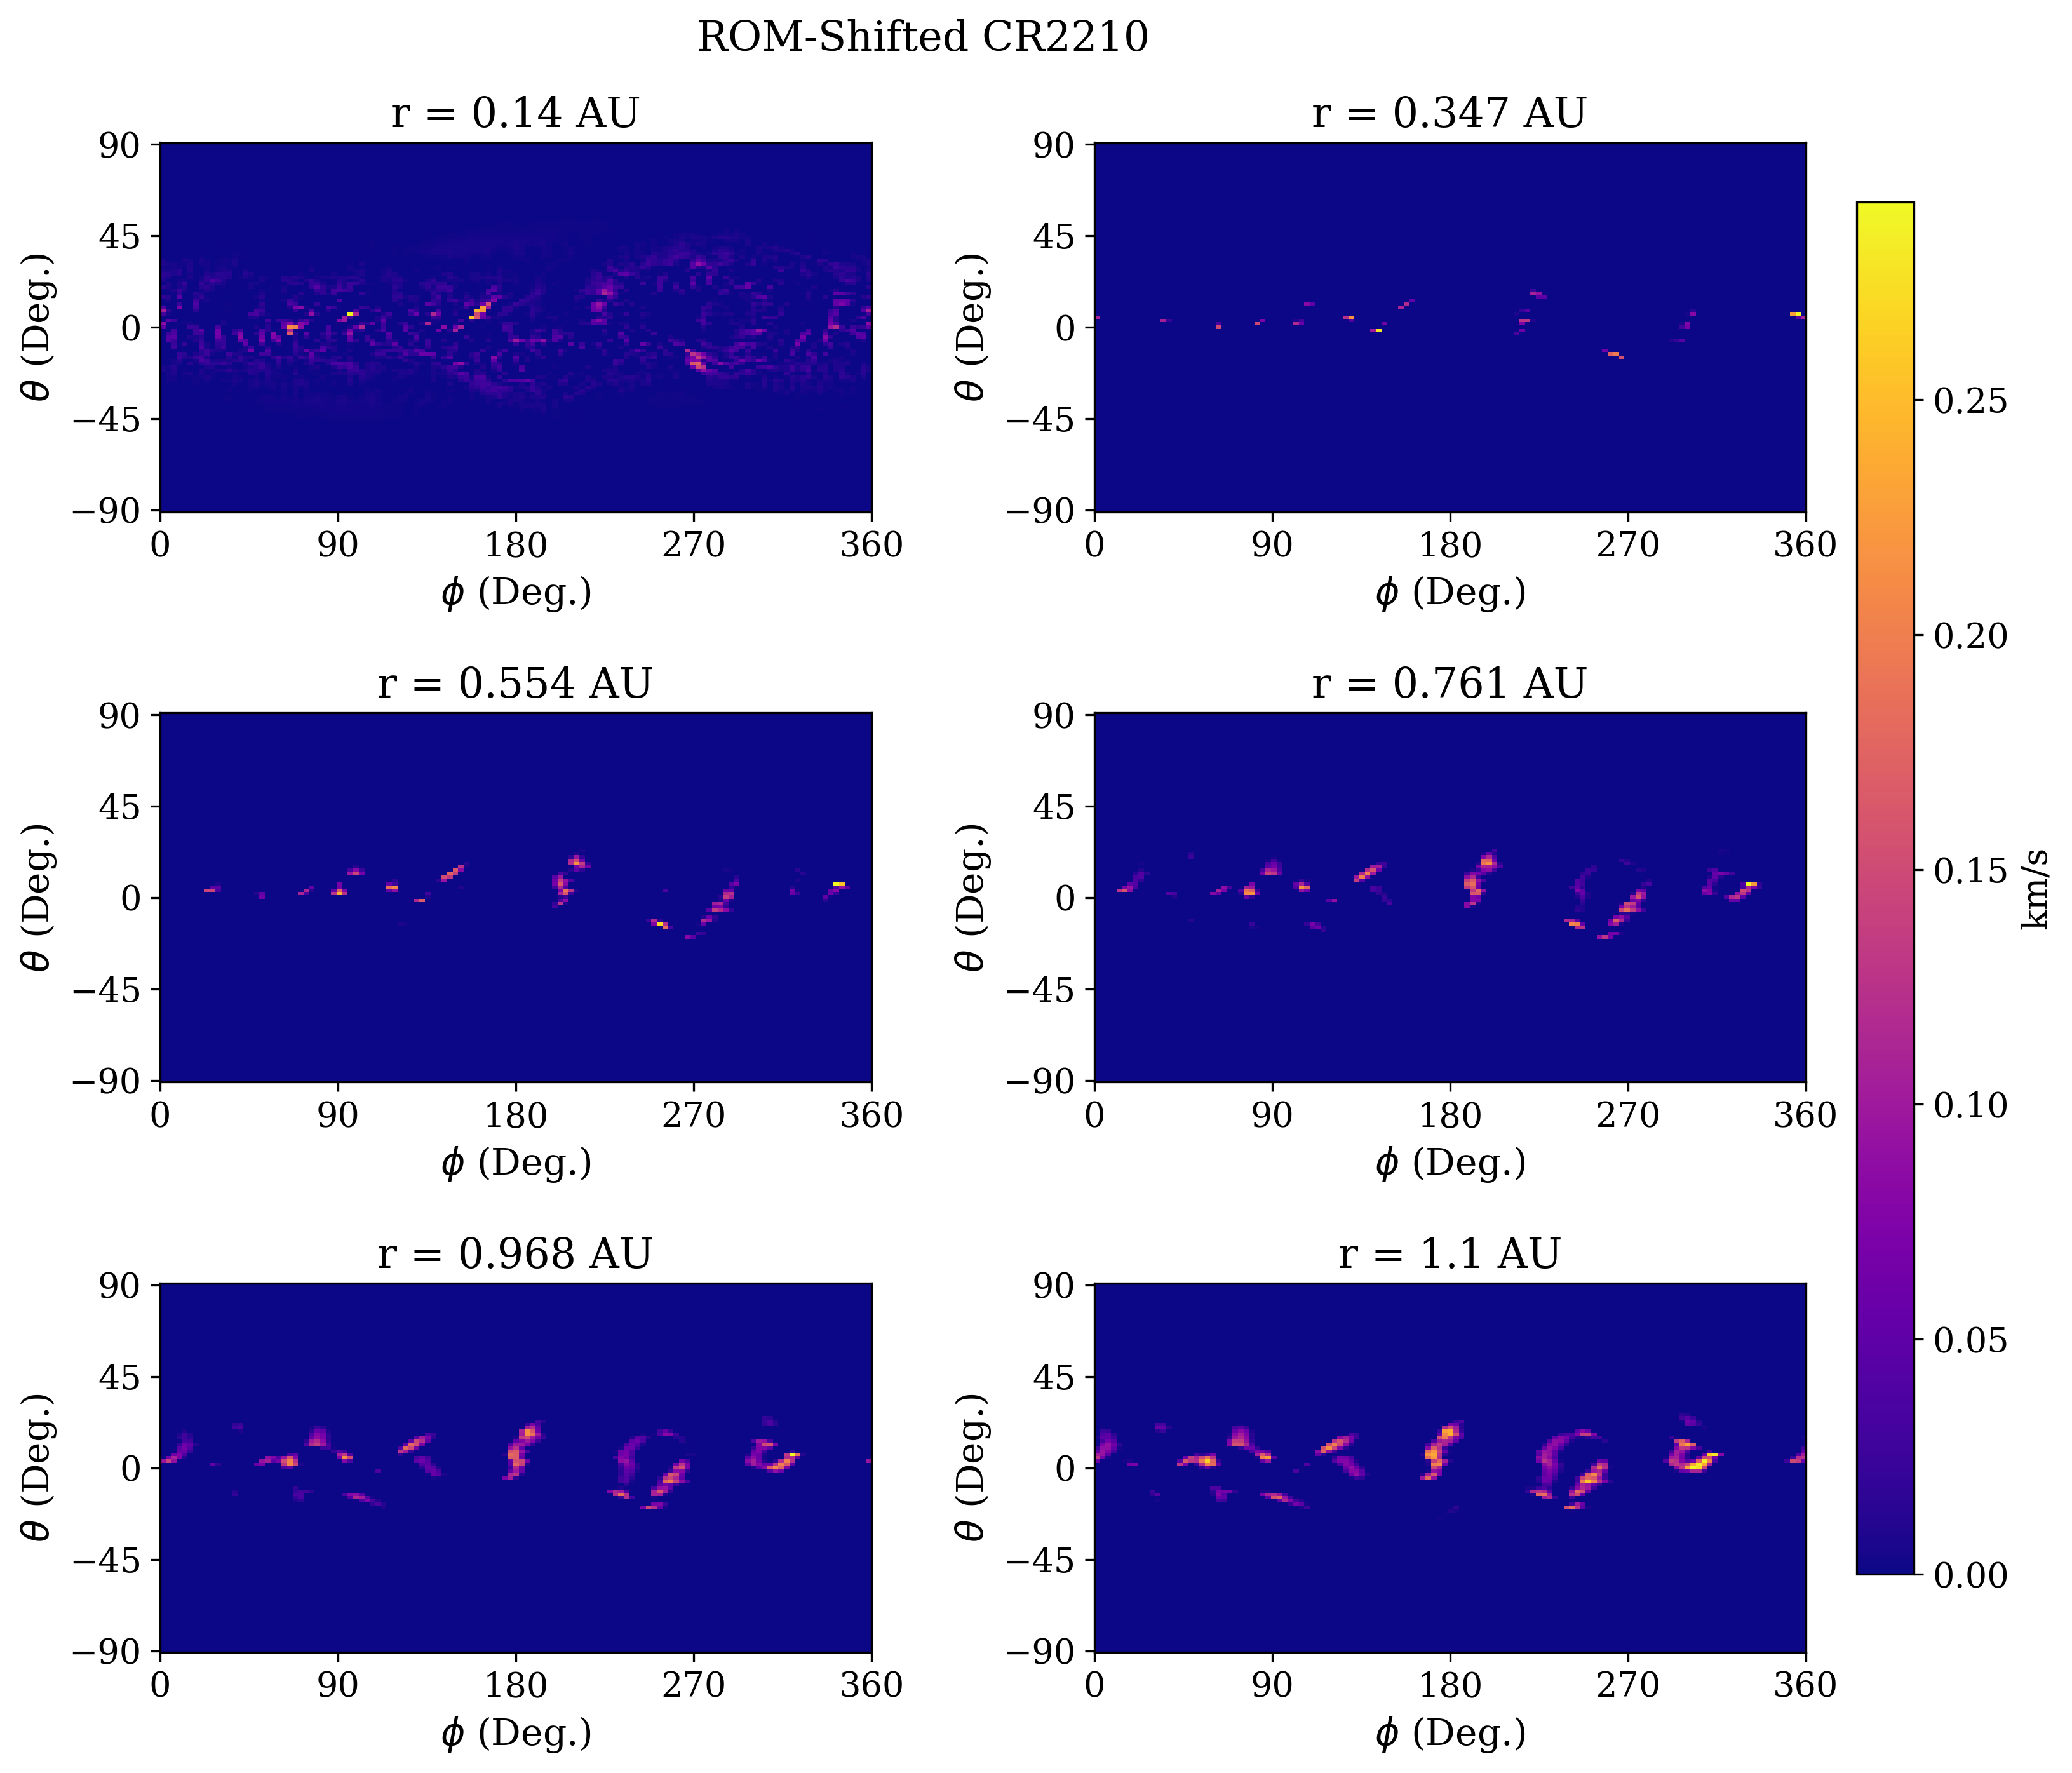 ROM-Shifted CR2210
r = 0.14 AU
90
45
0
−45
−90
θ (Deg.)
0 90 180 270 360
ϕ (Deg.)
r = 0.347 AU
90
45
0
−45
−90
θ (Deg.)
0 90 180 270 360
ϕ (Deg.)
r = 0.554 AU
90
45
0
−45
−90
θ (Deg.)
0 90 180 270 360
ϕ (Deg.)
r = 0.761 AU
90
45
0
−45
−90
θ (Deg.)
0 90 180 270 360
ϕ (Deg.)
r = 0.968 AU
90
45
0
−45
−90
θ (Deg.)
0 90 180 270 360
ϕ (Deg.)
r = 1.1 AU
90
45
0
−45
−90
θ (Deg.)
0 90 180 270 360
ϕ (Deg.)
0.25
0.20
0.15
0.10
0.05
0.00
km/s